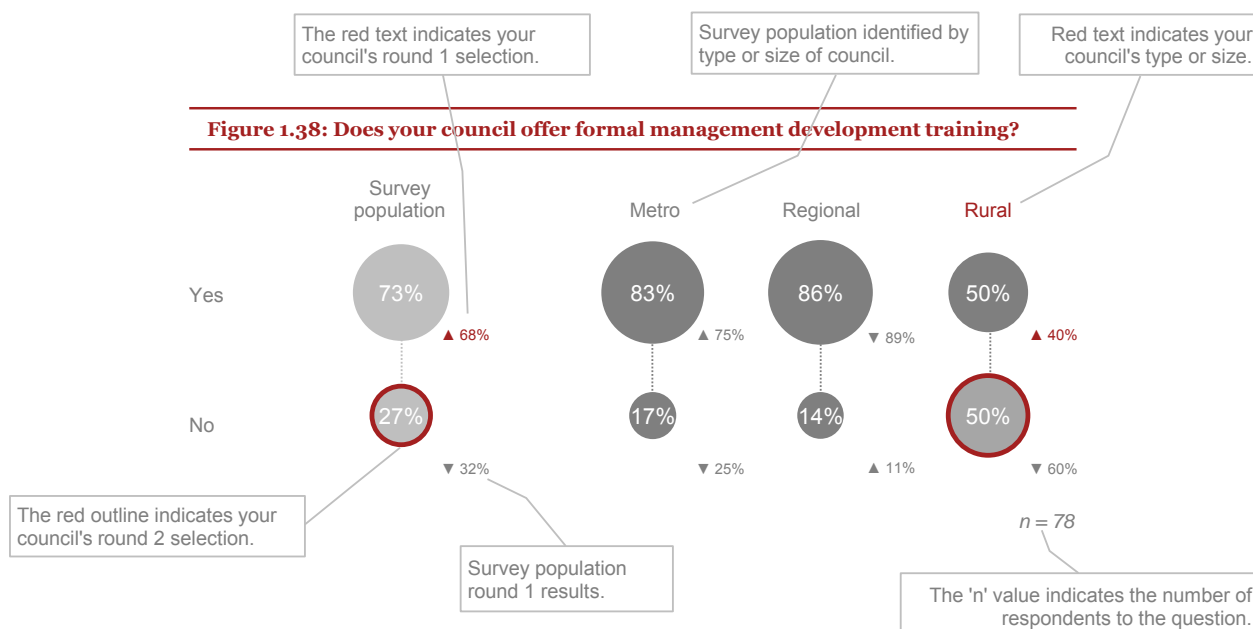 The red text indicates your
council's round 1 selection.
Survey population identified by
type or size of council.
Red text indicates your
council's type or size.
Figure 1.38: Does your council offer formal management development training?
Survey
population
Metro
Regional
Rural
Yes
73%
83%
86%
50%
▲ 68%
▲ 75%
▼ 89%
▲ 40%
No
27%
17%
14%
50%
▼ 32%
▼ 25%
▲ 11%
▼ 60%
The red outline indicates your
council's round 2 selection.
n = 78
Survey population
round 1 results.
The 'n' value indicates the number of
respondents to the question.